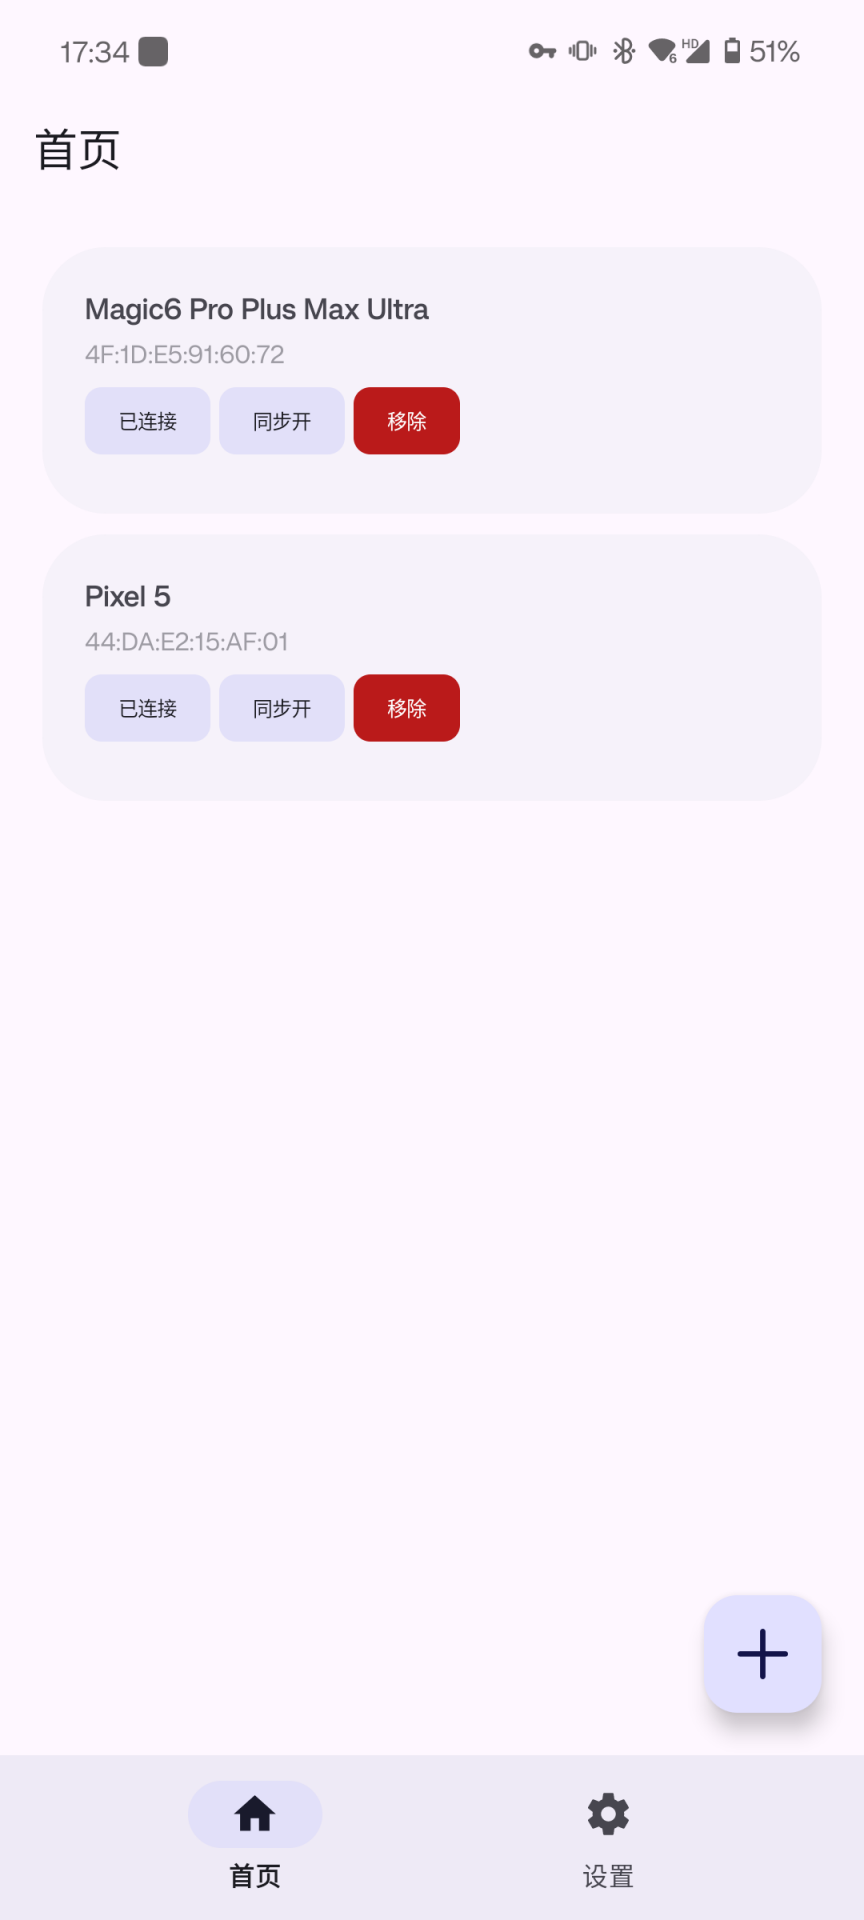 17:34
HD
6
51%
首页
Magic6 Pro Plus Max Ultra
4F:1D:E5:91:60:72
已连接 同步开 移除
Pixel 5
44:DA:E2:15:AF:01
已连接 同步开 移除
首页 设置